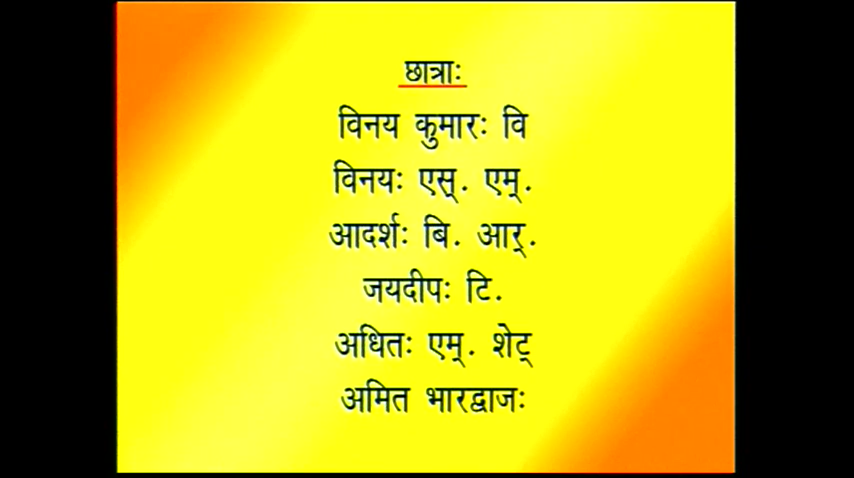 छात्राः
विनय कुमारः वि
विनयः एस्. एम्.
आदर्शः बि. आर्.
जयदीपः टि.
अधितः एम्. शेट्
अमित भारद्वाजः